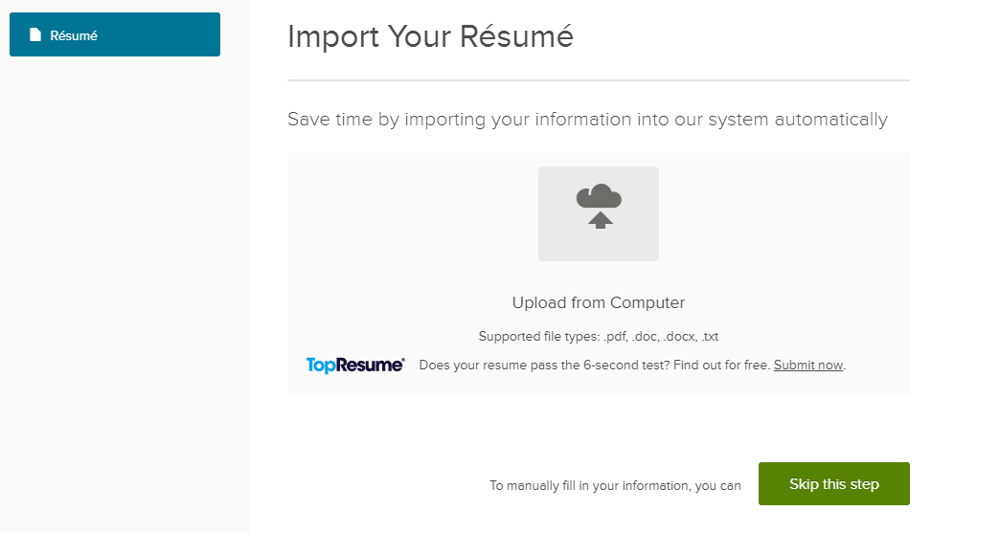 Résumé
Import Your Résumé
Save time by importing your information into our system automatically
Upload from Computer
Supported file types: .pdf, .doc, .docx, .txt
TopResume® Does your resume pass the 6-second test? Find out for free. Submit now.
To manually fill in your information, you can Skip this step